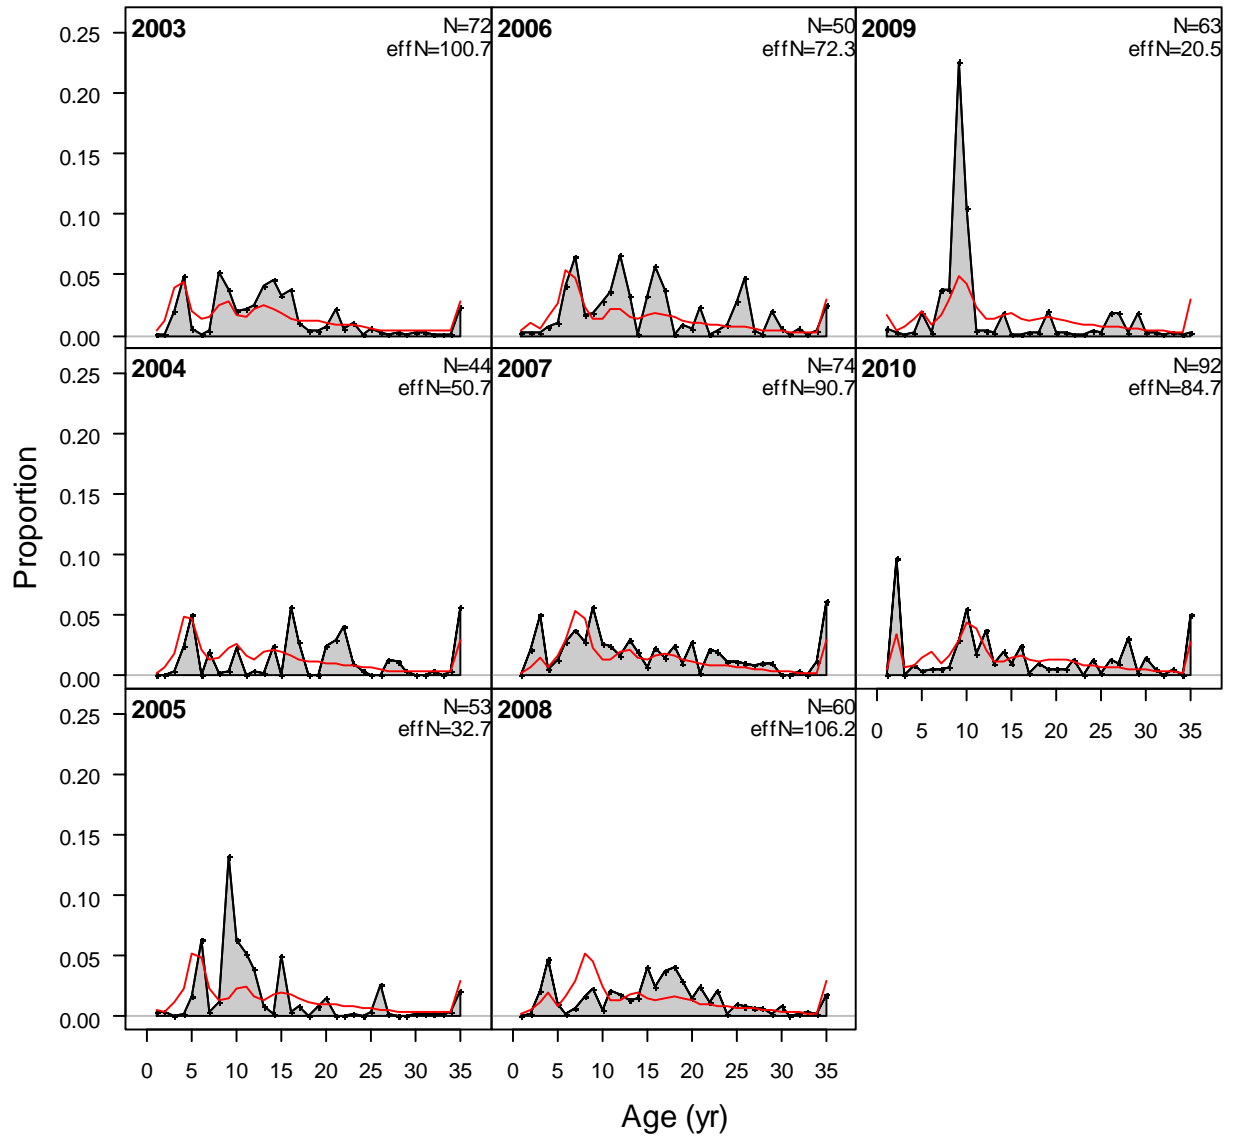 2003 N=72
effN=100.7
2006 N=50
effN=72.3
2009 N=63
effN=20.5
0.25
0.20
0.15
0.10
0.05
0.00
2004 N=44
effN=50.7
2007 N=74
effN=90.7
2010 N=92
effN=84.7
0.25
0.20
0.15
0.10
0.05
0.00
Proportion
2005 N=53
effN=32.7
2008 N=60
effN=106.2
0.25
0.20
0.15
0.10
0.05
0.00
0 5 10 15 20 25 30 35
0 5 10 15 20 25 30 35
0 5 10 15 20 25 30 35
Age (yr)